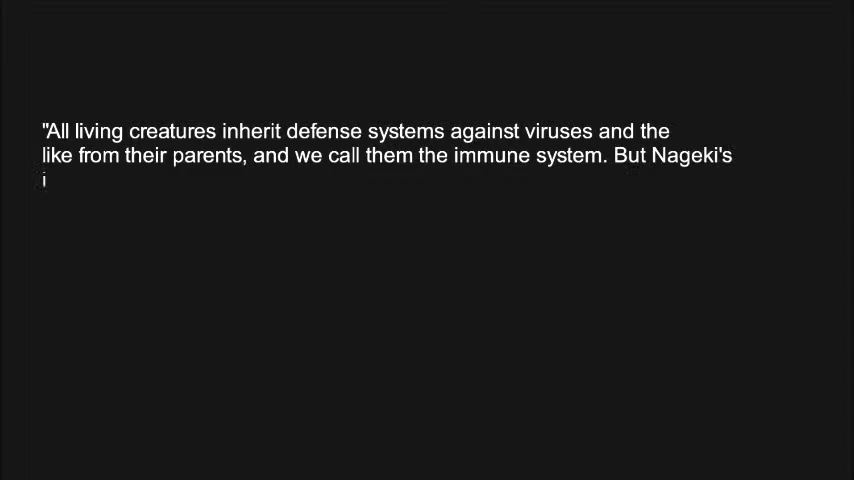 "All living creatures inherit defense systems against viruses and the
like from their parents, and we call them the immune system. But Nageki's
i